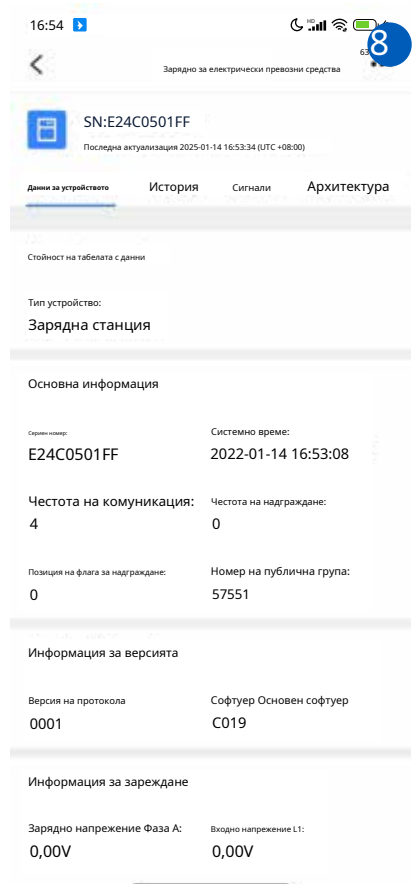 16:54
HD
8
63
Зарядно за електрически превозни средства
SN:E24C0501FF
Последна актуализация 2025-01-14 16:53:34 (UTC +08:00)
Данни за устройството История Сигнали Архитектура
Стойност на табелата с данни
Тип устройство:
Зарядна станция
Основна информация
Сериен номер: Системно време:
E24C0501FF 2022-01-14 16:53:08
Честота на комуникация: Честота на надграждане:
4 0
Позиция на флага за надграждане: Номер на публична група:
0 57551
Информация за версията
Версия на протокола Софтуер Основен софтуер
0001 C019
Информация за зареждане
Зарядно напрежение Фаза A: Входно напрежение L1:
0,00V 0,00V